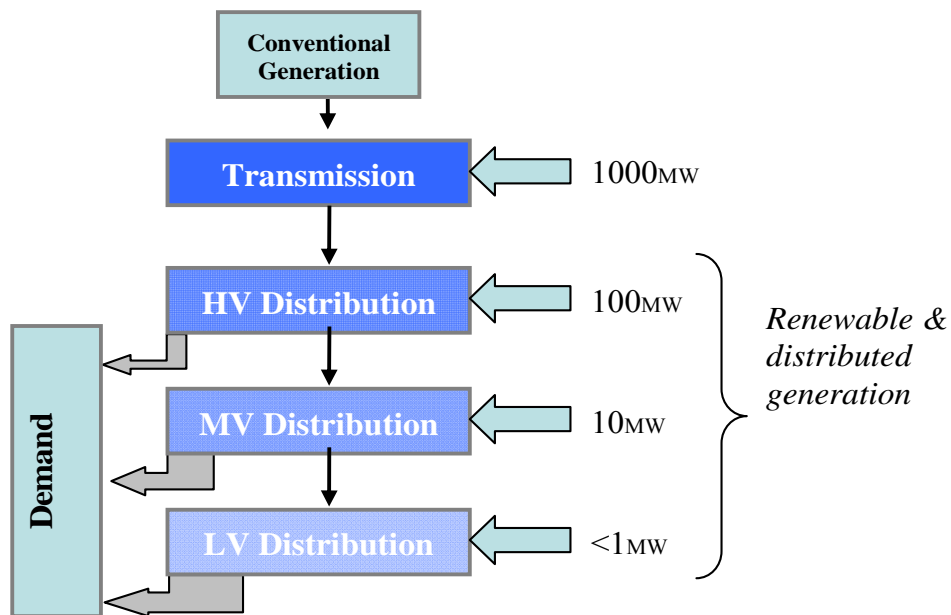 Conventional
Generation
Transmission
1000MW
HV Distribution
100MW
Renewable &
distributed
generation
MV Distribution
10MW
Demand
LV Distribution
<1MW